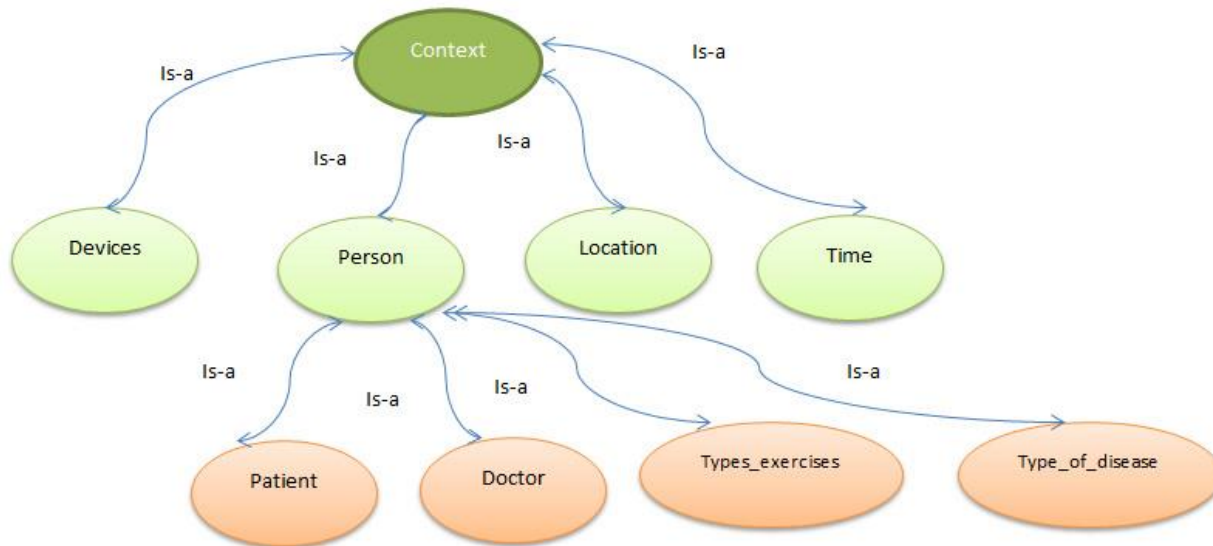 Context
Is-a
Is-a
Is-a
Is-a
Devices
Person
Location
Time
Is-a
Is-a
Is-a
Is-a
Patient
Doctor
Types_exercises
Type_of_disease